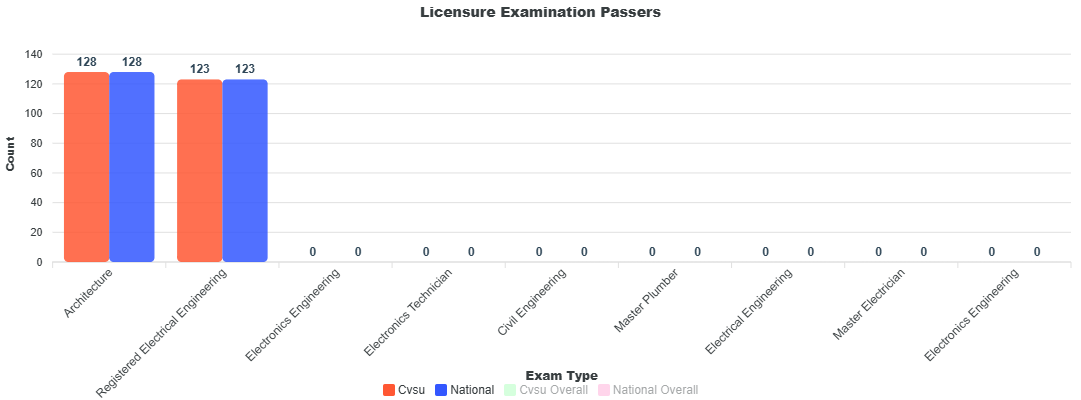 Licensure Examination Passers
Count
140
120
100
80
60
40
20
0
128 128 123 123 0 0 0 0 0 0 0 0 0 0 0 0 0 0
Architecture
Registered Electrical Engineering
Electronics Engineering
Electronics Technician
Civil Engineering
Master Plumber
Electrical Engineering
Master Electrician
Electronics Engineering
Exam Type
Cvsu National Cvsu Overall National Overall